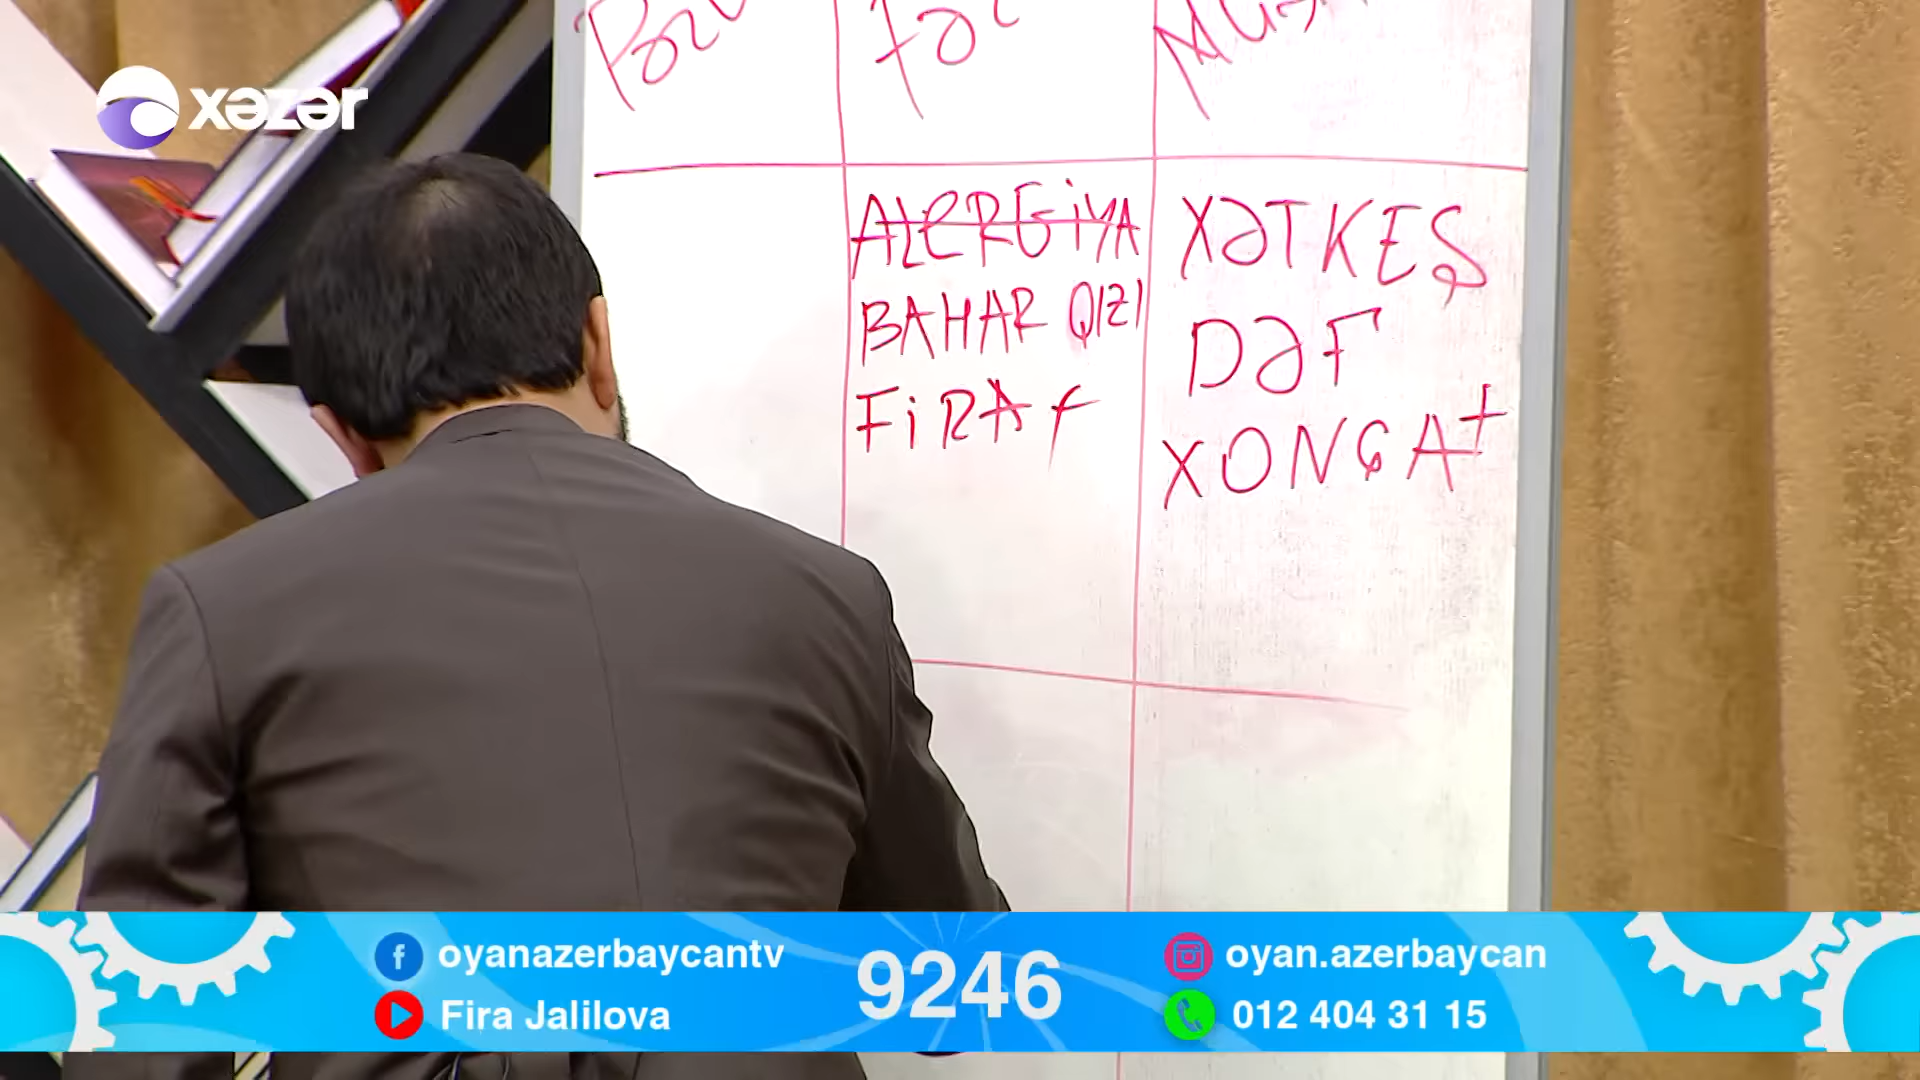 xəzər
ALERGİYA
BAHAR QIZI
FİRA +
XƏTKEŞ
DƏF
XONÇA+
oyanazerbaycantv
Fira Jalilova
9246
oyan.azerbaycan
012 404 31 15